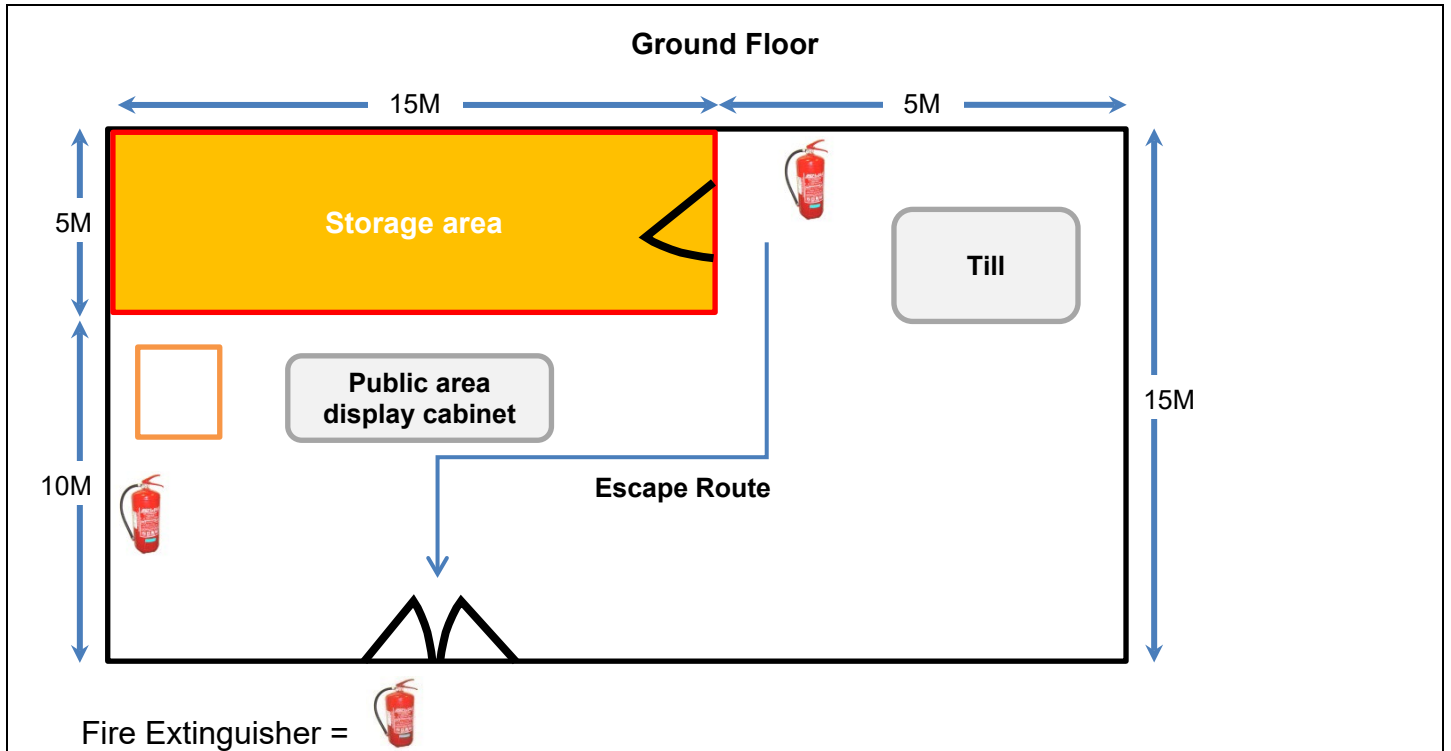 Ground Floor
15M
5M
5M
Storage area
Till
Public area
display cabinet
15M
10M
Escape Route
Fire Extinguisher =